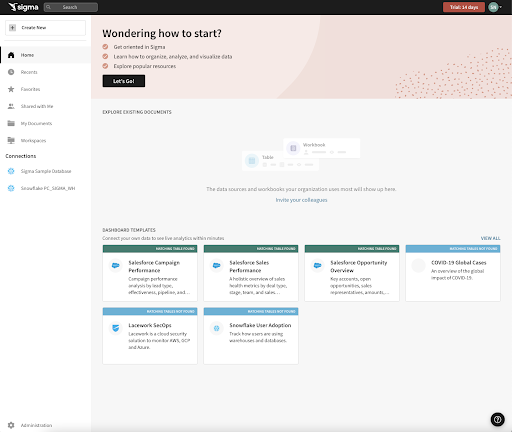 sigma
Search
Trial: 14 days
SN
Create New
Home
Recents
Favorites
Shared with Me
My Documents
Workspaces
Connections
Sigma Sample Database
Snowflake PC_SIGMA_WH
Administration
Wondering how to start?
Get oriented in Sigma
Learn how to organize, analyze, and visualize data
Explore popular resources
Let's Go!
EXPLORE EXISTING DOCUMENTS
Workbook
Table
The data sources and workbooks your organization uses most will show up here.
Invite your colleagues
DASHBOARD TEMPLATES
Connect your own data to see live analytics within minutes
VIEW ALL
MATCHING TABLE FOUND
Salesforce Campaign
Performance
Campaign performance
analysis by lead type,
effectiveness, pipeline, and...
MATCHING TABLE FOUND
Salesforce Sales
Performance
A holistic overview of sales
health metrics by deal type,
stage, team, and sales...
MATCHING TABLE FOUND
Salesforce Opportunity
Overview
Key accounts, open
opportunities, sales
representatives, amounts,...
MATCHING TABLES NOT FOUND
COVID-19 Global Cases
An overview of the global
impact of COVID-19.
MATCHING TABLES NOT FOUND
Lacework SecOps
Lacework is a cloud security
solution to monitor AWS, GCP
and Azure.
MATCHING TABLES NOT FOUND
Snowflake User Adoption
Track how users are using
warehouses and databases.